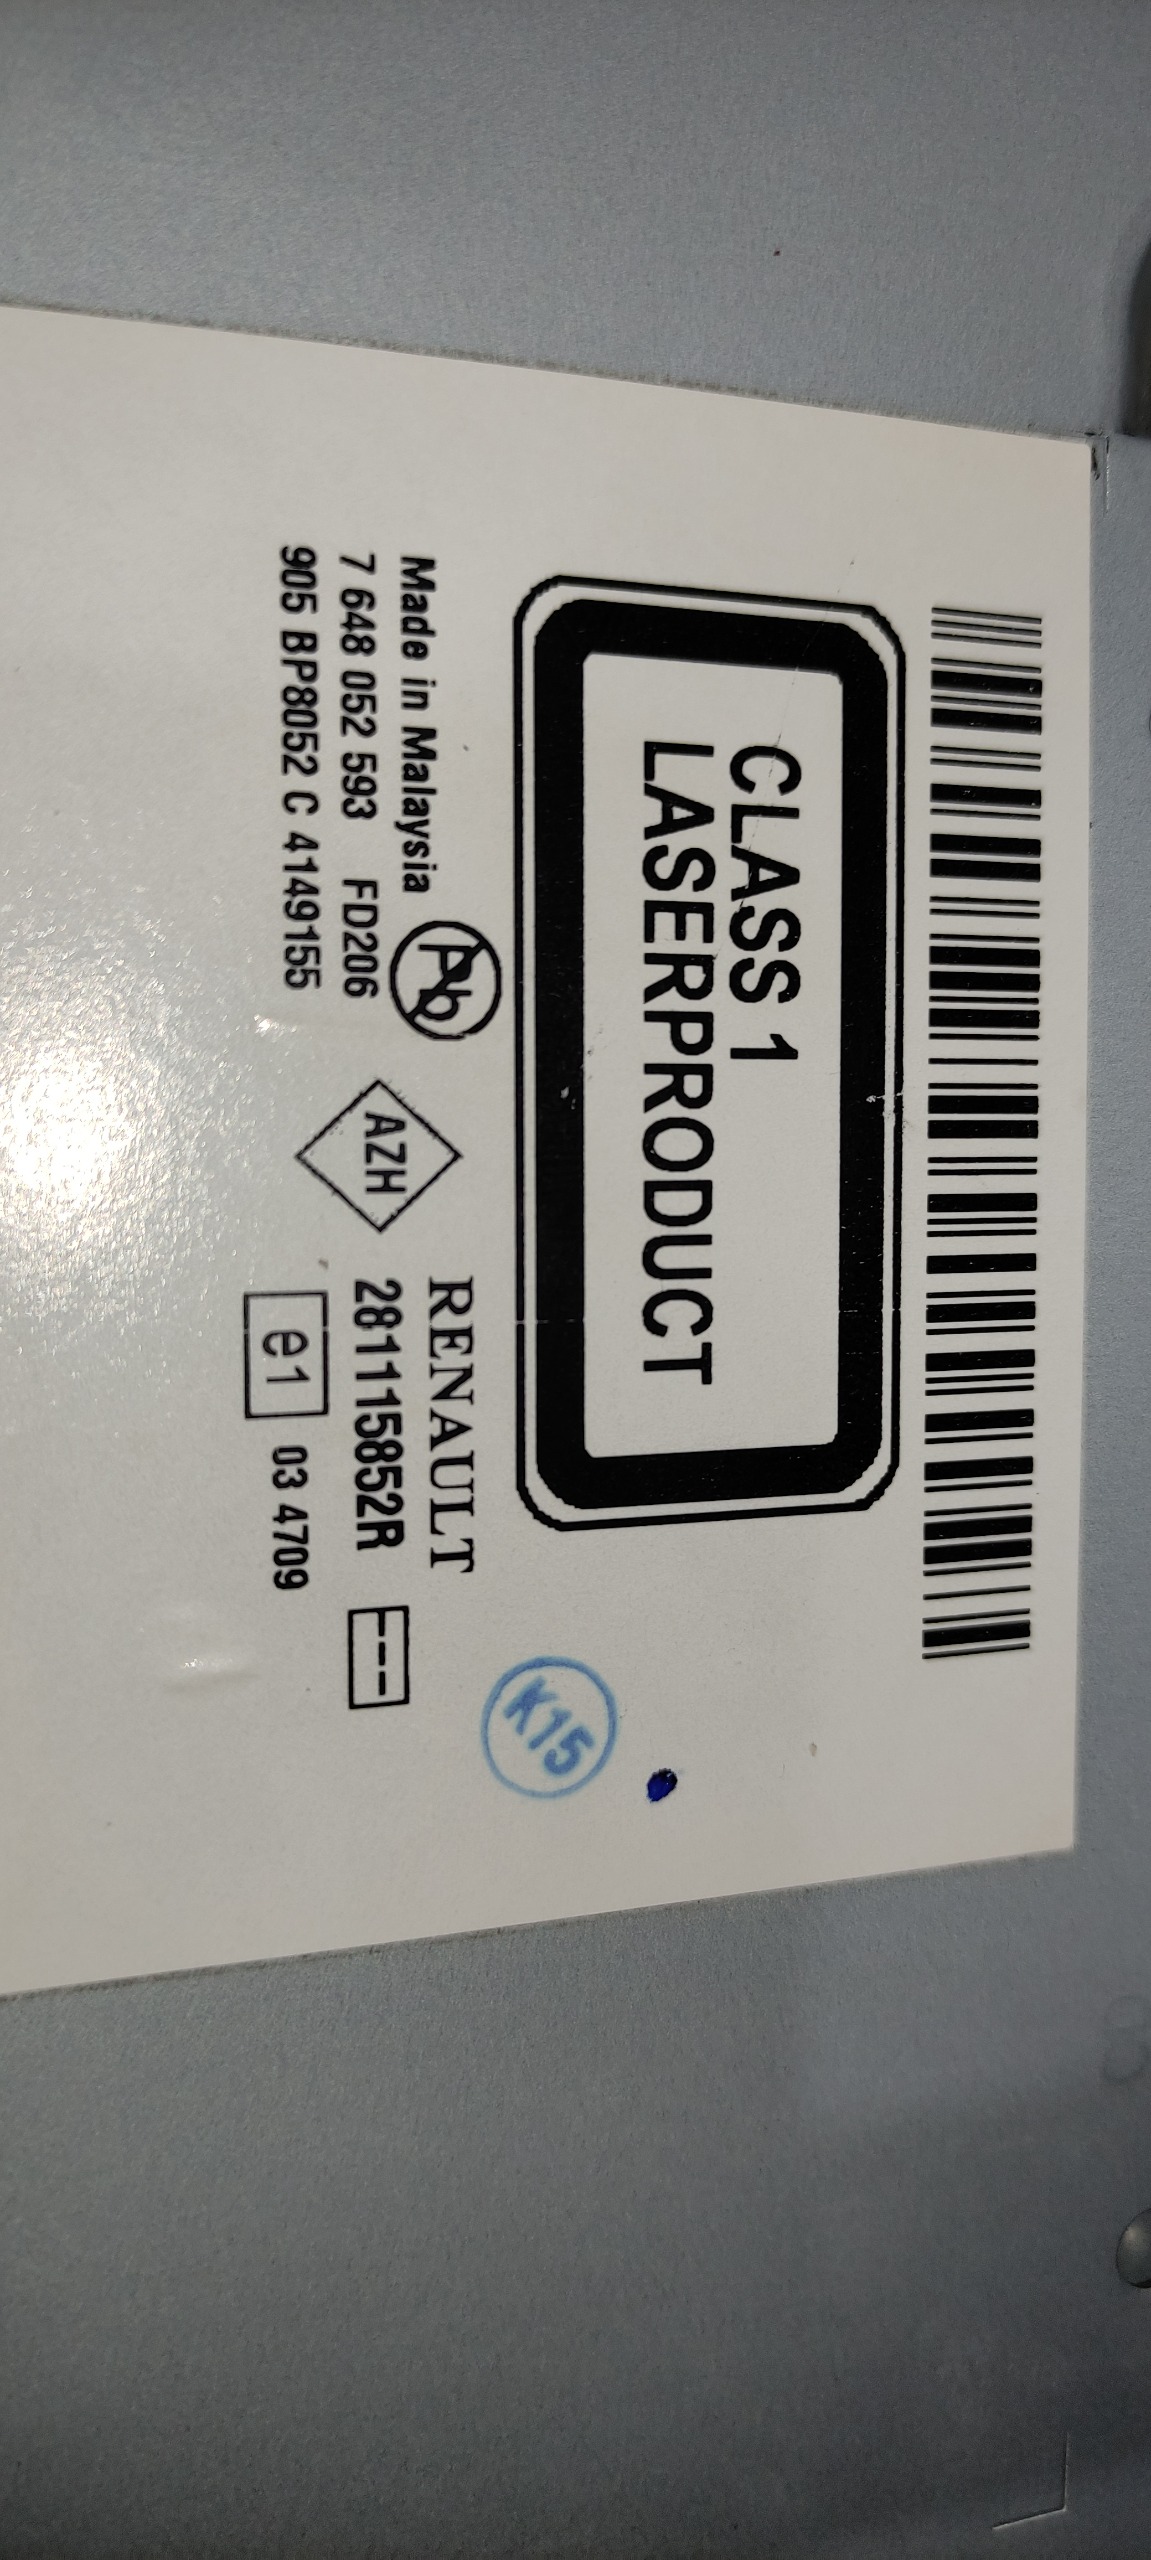 CLASS 1
LASERPRODUCT
Made in Malaysia Pb
7 648 052 593 FD206
905 BP8052 C 4149155
AZH
RENAULT
281115852R ---
e1 03 4709
K15